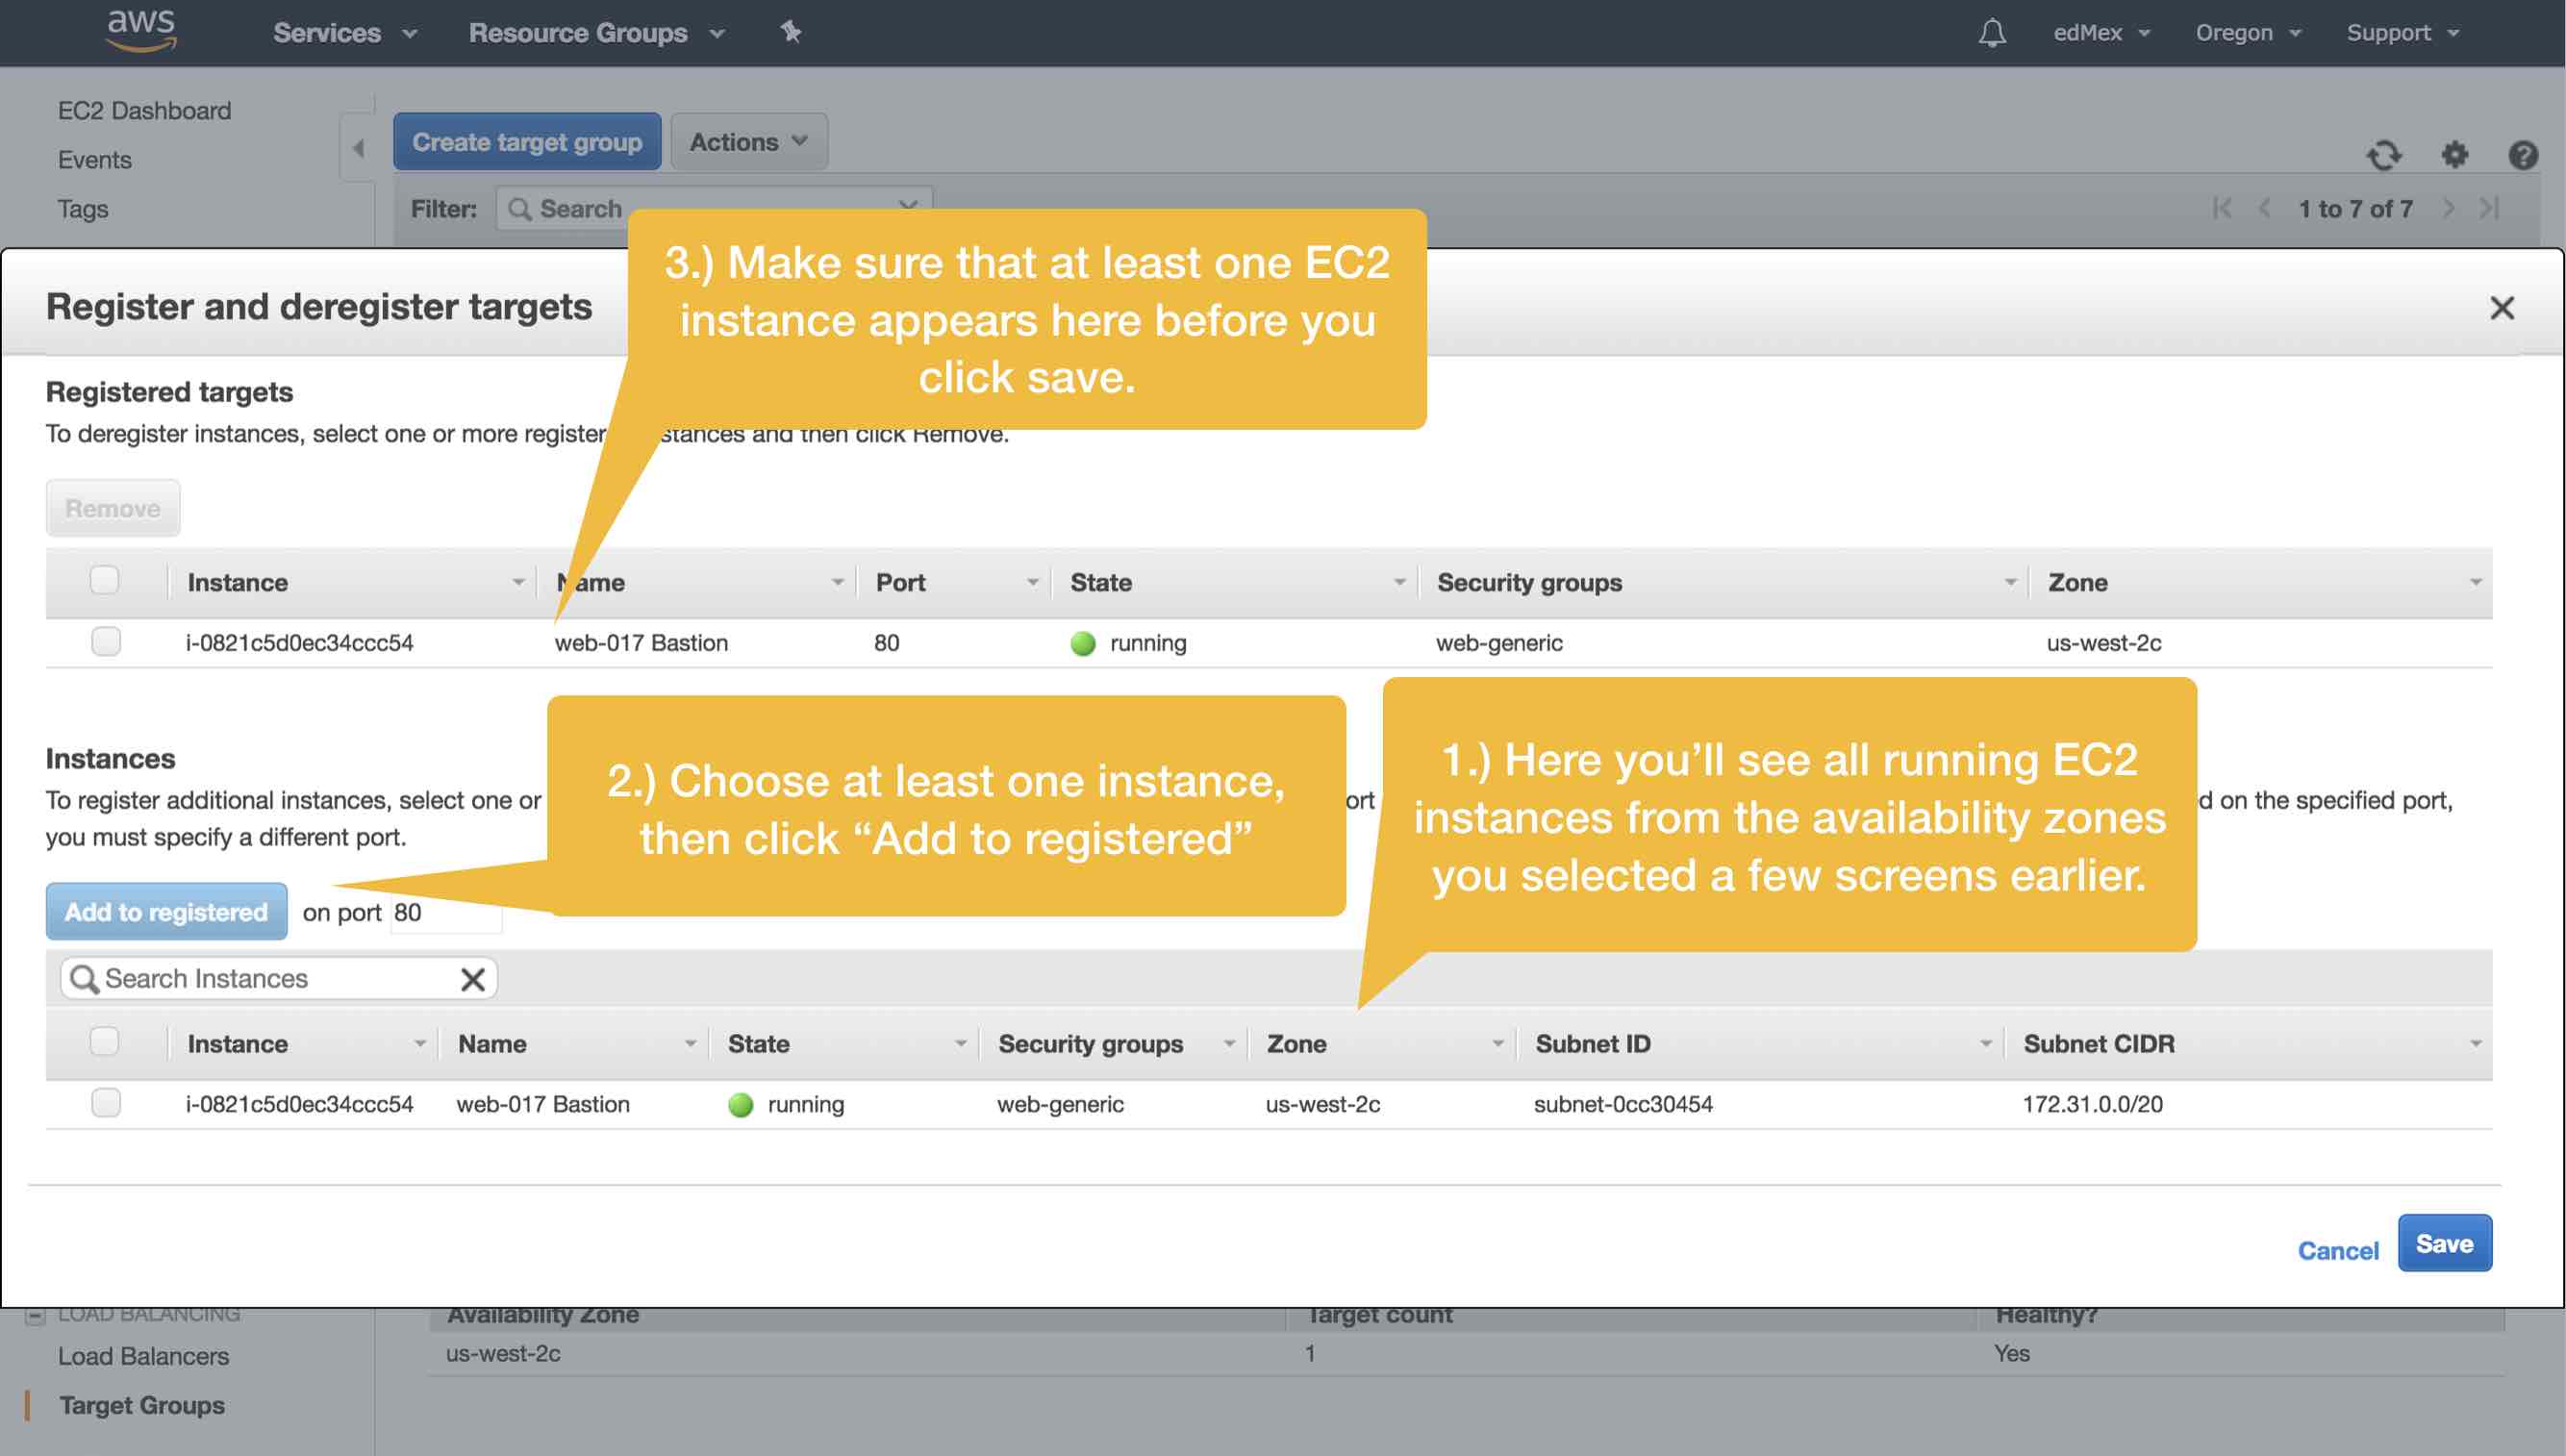 aws Services Resource Groups edMex Oregon Support
EC2 Dashboard
Events
Tags
Create target group Actions
Filter: Search
1 to 7 of 7
3.) Make sure that at least one EC2
instance appears here before you
click save.
Register and deregister targets
Registered targets
To deregister instances, select one or more register stances and then click Remove.
Remove
Instance Name Port State Security groups Zone
i-0821c5d0ec34ccc54 web-017 Bastion 80 running web-generic us-west-2c
2.) Choose at least one instance,
then click “Add to registered”
1.) Here you’ll see all running EC2
instances from the availability zones
you selected a few screens earlier.
Instances
To register additional instances, select one or ort d on the specified port,
you must specify a different port.
Add to registered on port 80
Search Instances
Instance Name State Security groups Zone Subnet ID Subnet CIDR
i-0821c5d0ec34ccc54 web-017 Bastion running web-generic us-west-2c subnet-0cc30454 172.31.0.0/20
Cancel Save
LOAD BALANCING
Load Balancers
Target Groups
Availability Zone Target count Healthy?
us-west-2c 1 Yes